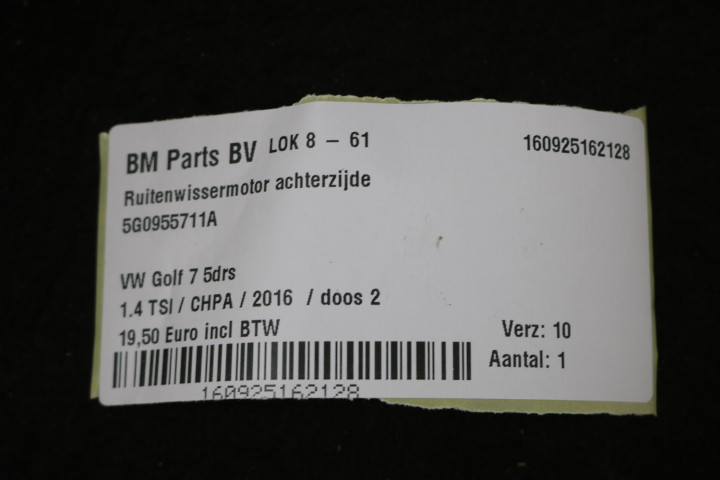 BM Parts BV LOK 8 - 61 160925162128
Ruitenwissermotor achterzijde
5G0955711A
VW Golf 7 5drs
1.4 TSI / CHPA / 2016 / doos 2
19,50 Euro incl BTW Verz: 10
Aantal: 1
160925162128